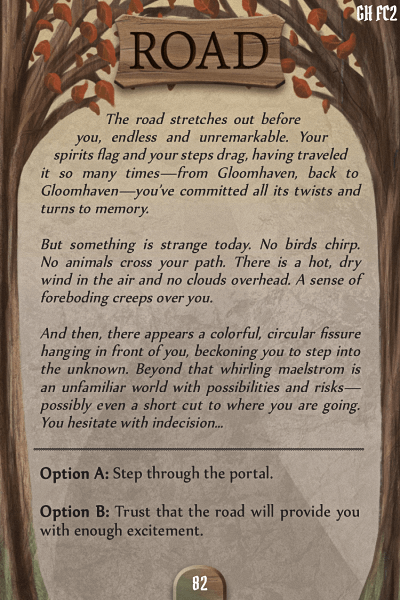 GH FC2
ROAD
The road stretches out before
you, endless and unremarkable. Your
spirits flag and your steps drag, having traveled
it so many times—from Gloomhaven, back to
Gloomhaven—you've committed all its twists and
turns to memory.
But something is strange today. No birds chirp.
No animals cross your path. There is a hot, dry
wind in the air and no clouds overhead. A sense of
foreboding creeps over you.
And then, there appears a colorful, circular fissure
hanging in front of you, beckoning you to step into
the unknown. Beyond that whirling maelstrom is
an unfamiliar world with possibilities and risks—
possibly even a short cut to where you are going.
You hesitate with indecision...
Option A: Step through the portal.
Option B: Trust that the road will provide you
with enough excitement.
82